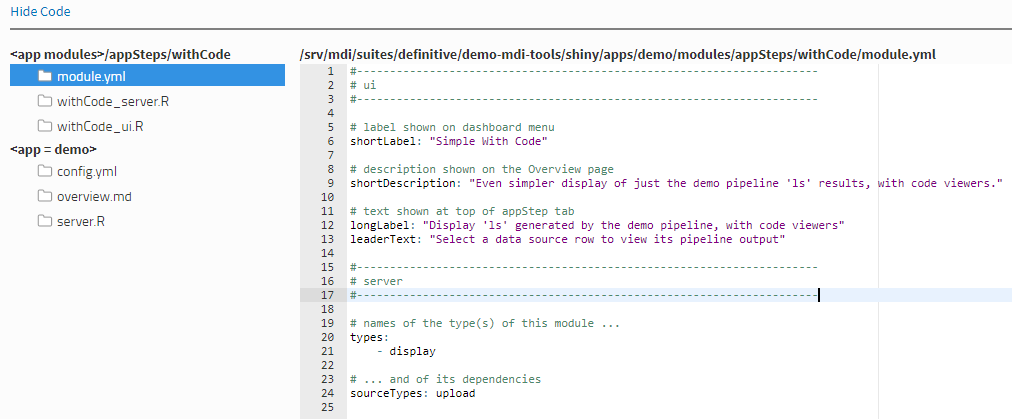 Hide Code
<app modules>/appSteps/withCode
module.yml
withCode_server.R
withCode_ui.R
<app = demo>
config.yml
overview.md
server.R
/srv/mdi/suites/definitive/demo-mdi-tools/shiny/apps/demo/modules/appSteps/withCode/module.yml
1 #----------------------------------------------------------------------
2 # ui
3 #----------------------------------------------------------------------
4
5 # label shown on dashboard menu
6 shortLabel: "Simple With Code"
7
8 # description shown on the Overview page
9 shortDescription: "Even simpler display of just the demo pipeline 'ls' results, with code viewers."
10
11 # text shown at top of appStep tab
12 longLabel: "Display 'ls' generated by the demo pipeline, with code viewers"
13 leaderText: "Select a data source row to view its pipeline output"
14
15 #----------------------------------------------------------------------
16 # server
17 #----------------------------------------------------------------------
18
19 # names of the type(s) of this module ...
20 types:
21     - display
22
23 # ... and of its dependencies
24 sourceTypes: upload
25